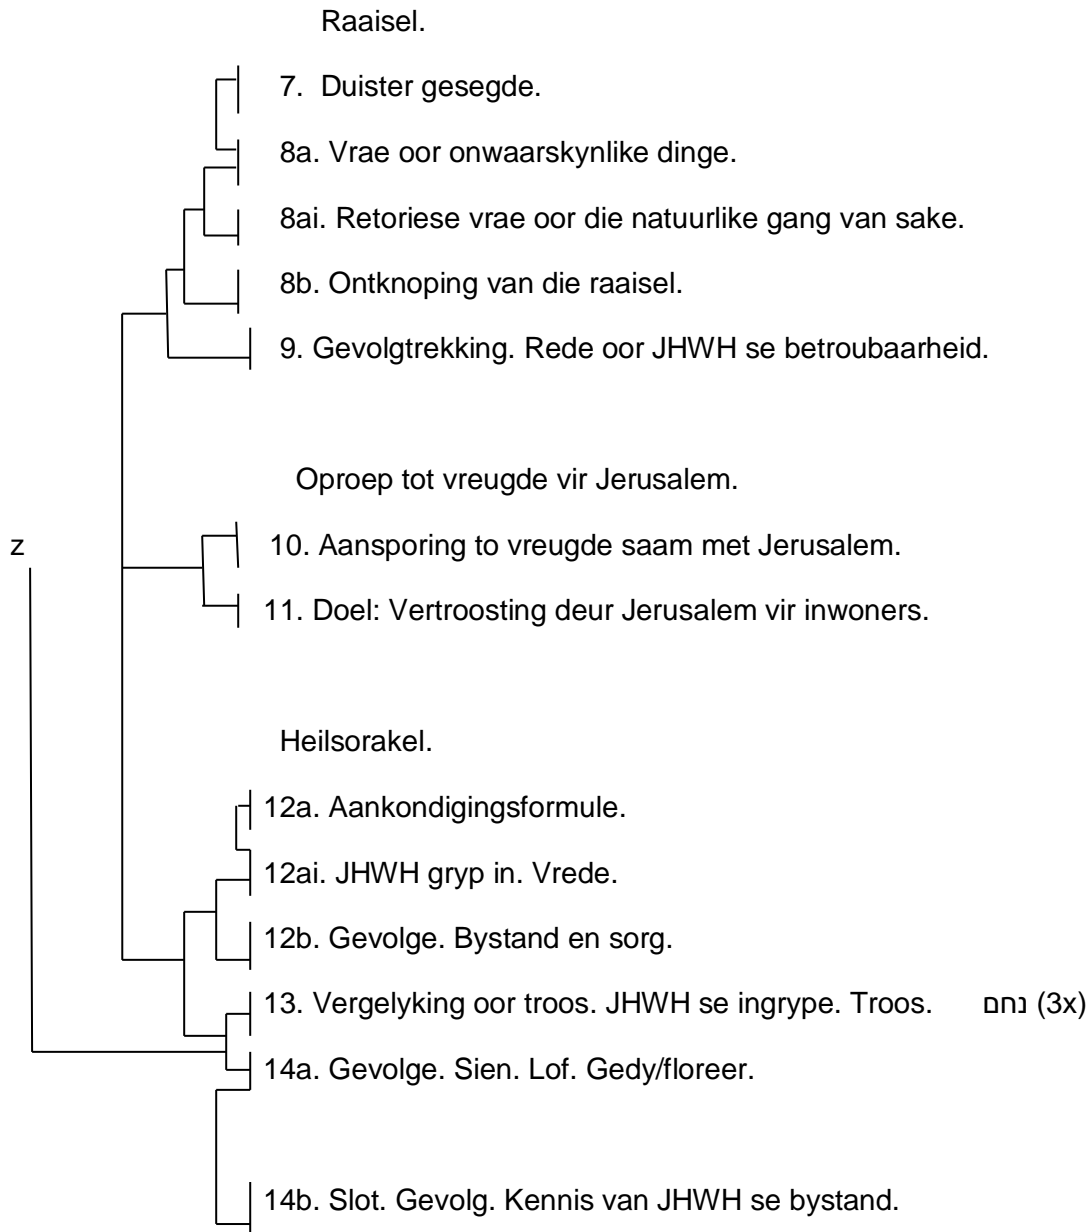 Raaisel.
7. Duister gesegde.
8a. Vrae oor onwaarskynlike dinge.
8ai. Retoriese vrae oor die natuurlike gang van sake.
8b. Ontknoping van die raaisel.
9. Gevolgtrekking. Rede oor JHWH se betroubaarheid.
Oproep tot vreugde vir Jerusalem.
z
10. Aansporing to vreugde saam met Jerusalem.
11. Doel: Vertroosting deur Jerusalem vir inwoners.
Heilsorakel.
12a. Aankondigingsformule.
12ai. JHWH gryp in. Vrede.
12b. Gevolge. Bystand en sorg.
13. Vergelyking oor troos. JHWH se ingrype. Troos. נחם (3x)
14a. Gevolge. Sien. Lof. Gedy/floreer.
14b. Slot. Gevolg. Kennis van JHWH se bystand.